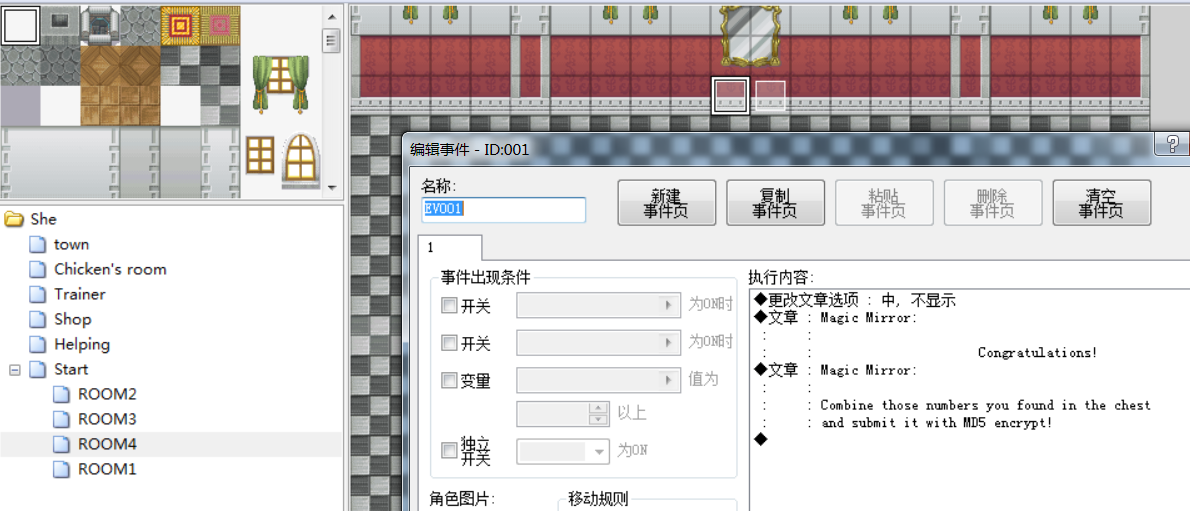 编辑事件 - ID:001
?
名称:
EV001
新建
事件页
复制
事件页
粘贴
事件页
删除
事件页
清空
事件页
1
She
town
Chicken's room
Trainer
Shop
Helping
Start
ROOM2
ROOM3
ROOM4
ROOM1
事件出现条件
开关
为ON时
开关
为ON时
变量
值为
以上
独立
开关
为ON
角色图片:
移动规则
执行内容:
◆更改文章选项 : 中, 不显示
◆文章 : Magic Mirror:
: :
: : Congratulations!
◆文章 : Magic Mirror:
: :
: : Combine those numbers you found in the chest
: : and submit it with MD5 encrypt!
◆